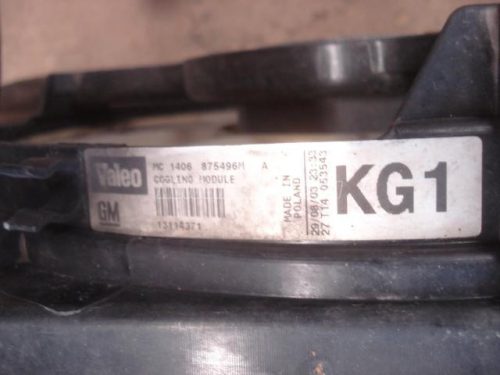 Valeo
MC 1406 875496M A
COOLING MODULE
GM
13114371
MADE IN
POLAND
29/08/03 23:33
27 T14 053543
KG1